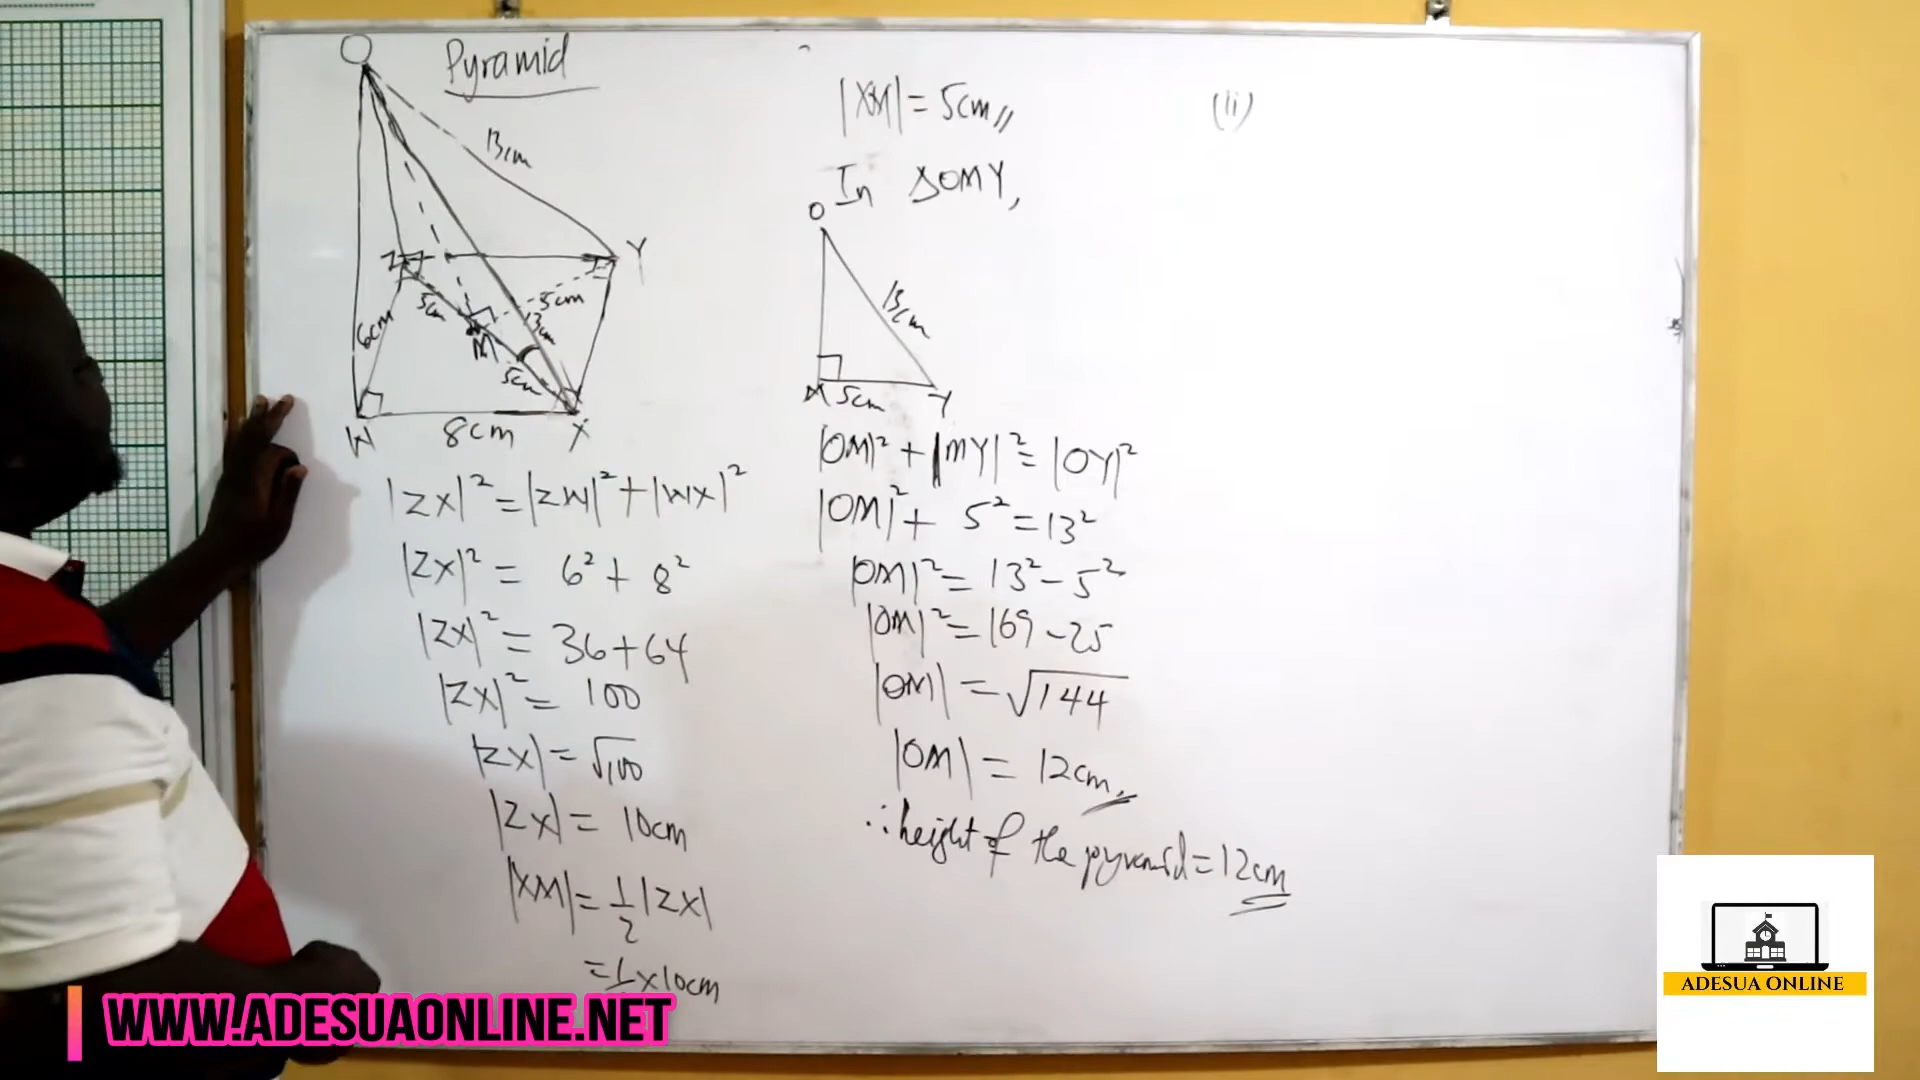 Pyramid
O
13cm
Z
Y
5cm
5cm
6cm
13cm
M
5cm
W
8cm
X
|ZX|² = |ZW|² + |WX|²
|ZX|² = 6² + 8²
|ZX|² = 36+64
|ZX|² = 100
|ZX| = √100
|ZX| = 10cm
|XM| = 1/2 |ZX|
= 1/ x10cm
|XM| = 5cm
In ΔOMY,
O
13cm
M
5cm
Y
|OM|² + |MY|² = |OY|²
|OM|² + 5² = 13²
|OM|² = 13² - 5²
|OM|² = 169 - 25
|OM| = √144
|OM| = 12cm
∴ height of the pyramid = 12cm
(ii)
ADESUA ONLINE
WWW.ADESUAONLINE.NET